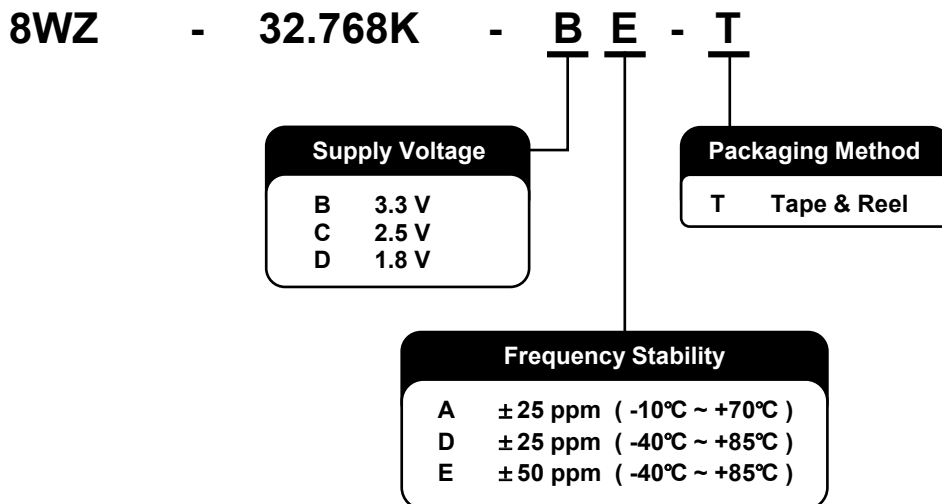 8WZ - 32.768K - B E - T
Supply Voltage
B 3.3 V
C 2.5 V
D 1.8 V
Packaging Method
T Tape & Reel
Frequency Stability
A ±25 ppm ( -10℃ ~ +70℃ )
D ±25 ppm ( -40℃ ~ +85℃ )
E ±50 ppm ( -40℃ ~ +85℃ )